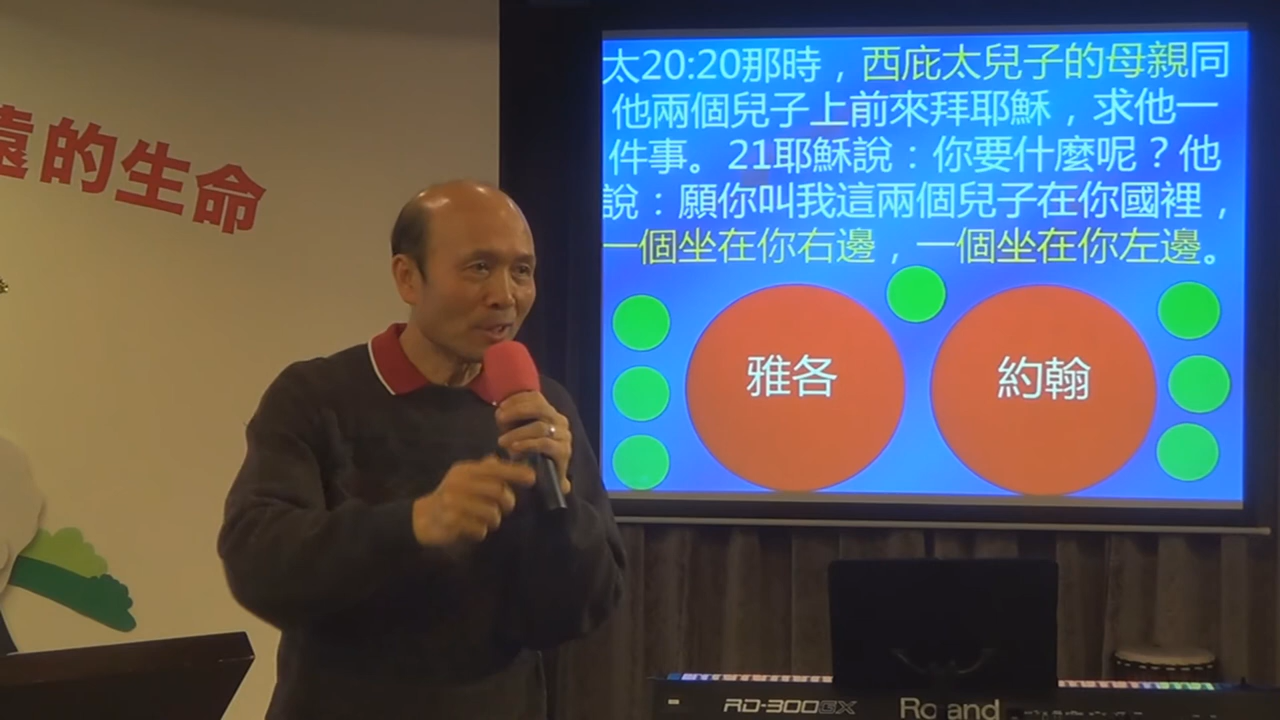 遠的生命
太20:20那時，西庇太兒子的母親同
他兩個兒子上前來拜耶穌，求他一
件事。21耶穌說：你要什麼呢？他
說：願你叫我這兩個兒子在你國裡，
一個坐在你右邊，一個坐在你左邊。
雅各
約翰
RD-300GX
Roland